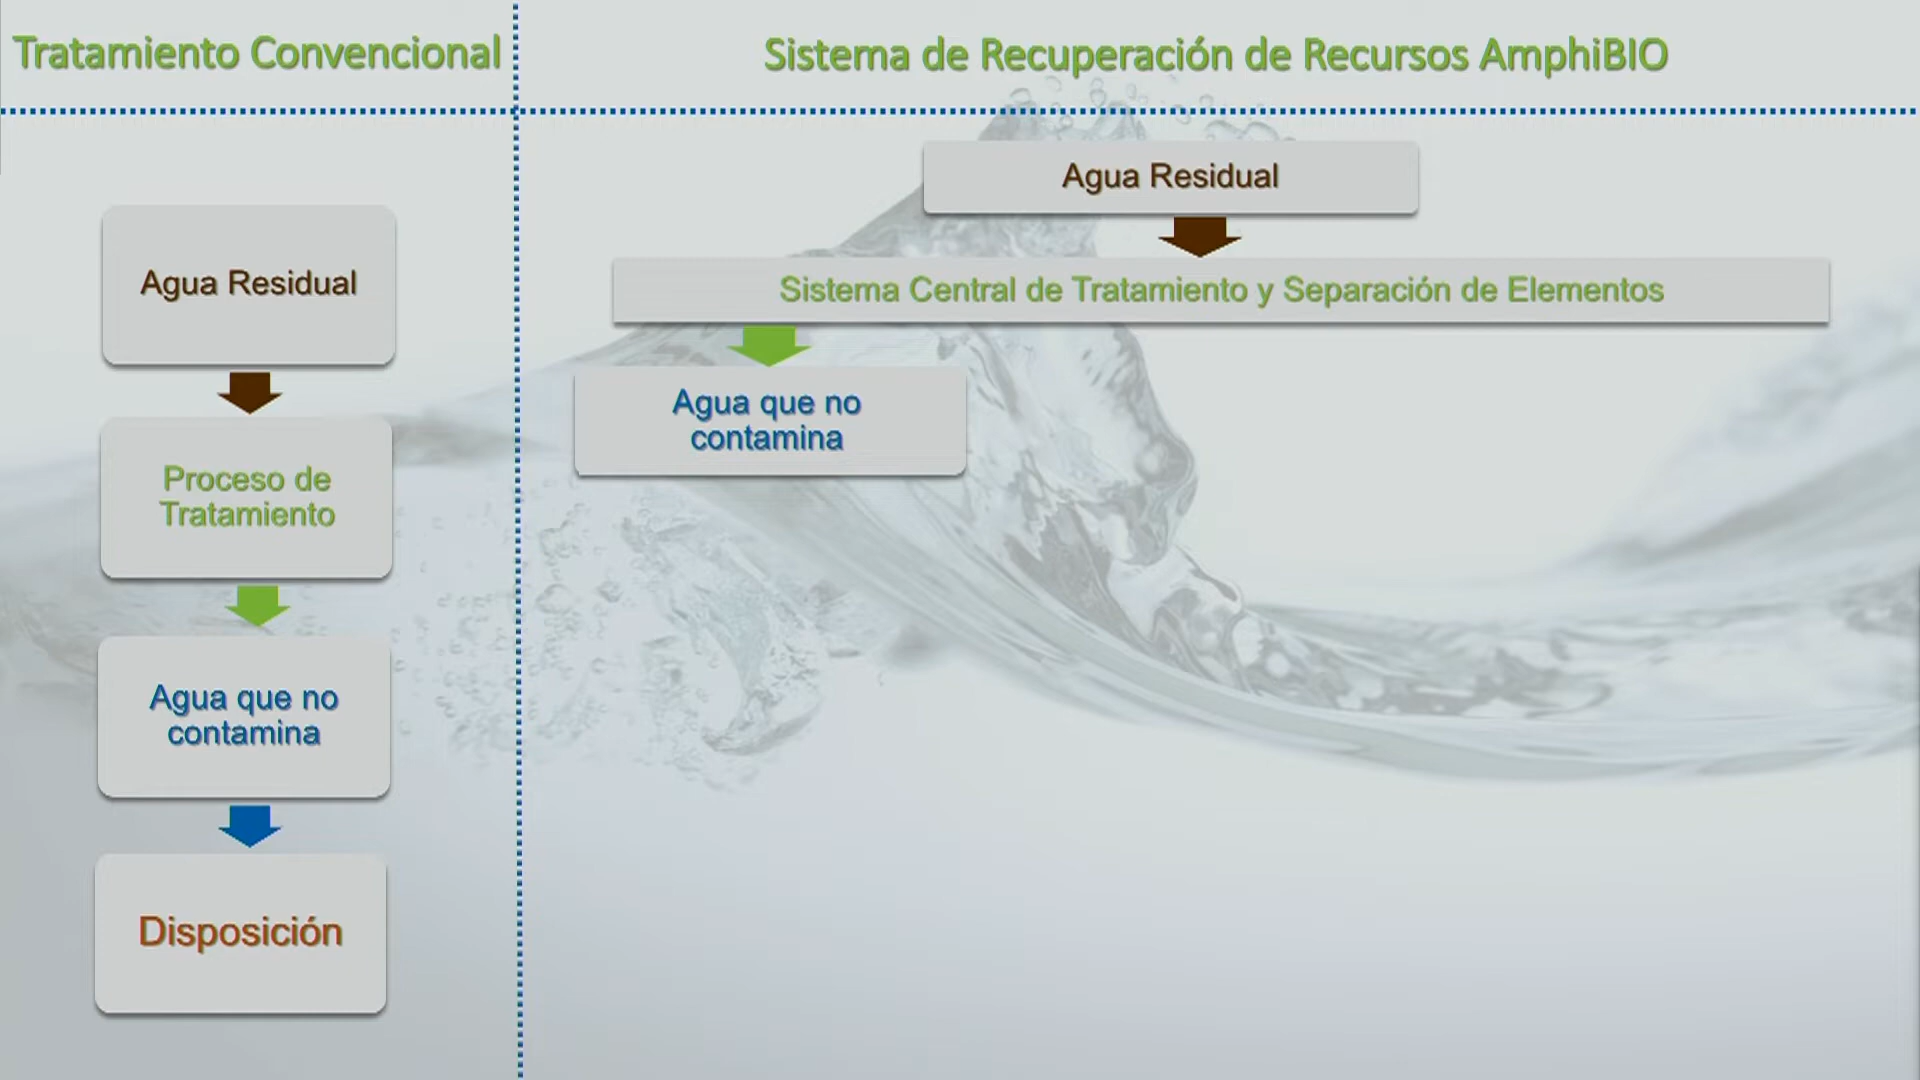 Tratamiento Convencional
Sistema de Recuperación de Recursos AmphiBIO
Agua Residual
Proceso de
Tratamiento
Agua que no
contamina
Disposición
Agua Residual
Sistema Central de Tratamiento y Separación de Elementos
Agua que no
contamina